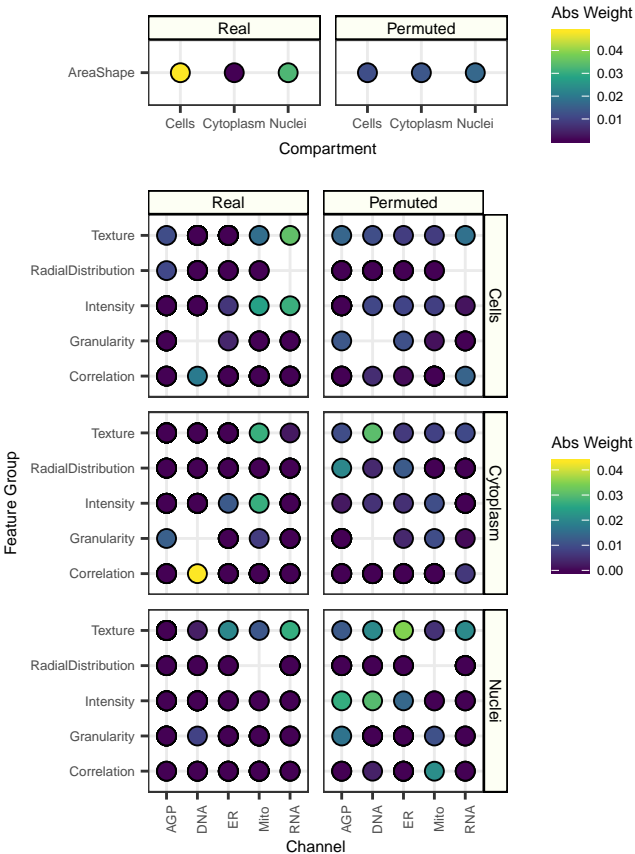 Real Permuted
AreaShape
Cells Cytoplasm Nuclei Cells Cytoplasm Nuclei
Compartment
Abs Weight
0.04
0.03
0.02
0.01
Real Permuted
Texture
RadialDistribution
Intensity
Granularity
Correlation
Cells
Texture
RadialDistribution
Intensity
Granularity
Correlation
Cytoplasm
Texture
RadialDistribution
Intensity
Granularity
Correlation
Nuclei
Feature Group
AGP DNA ER Mito RNA AGP DNA ER Mito RNA
Channel
Abs Weight
0.04
0.03
0.02
0.01
0.00